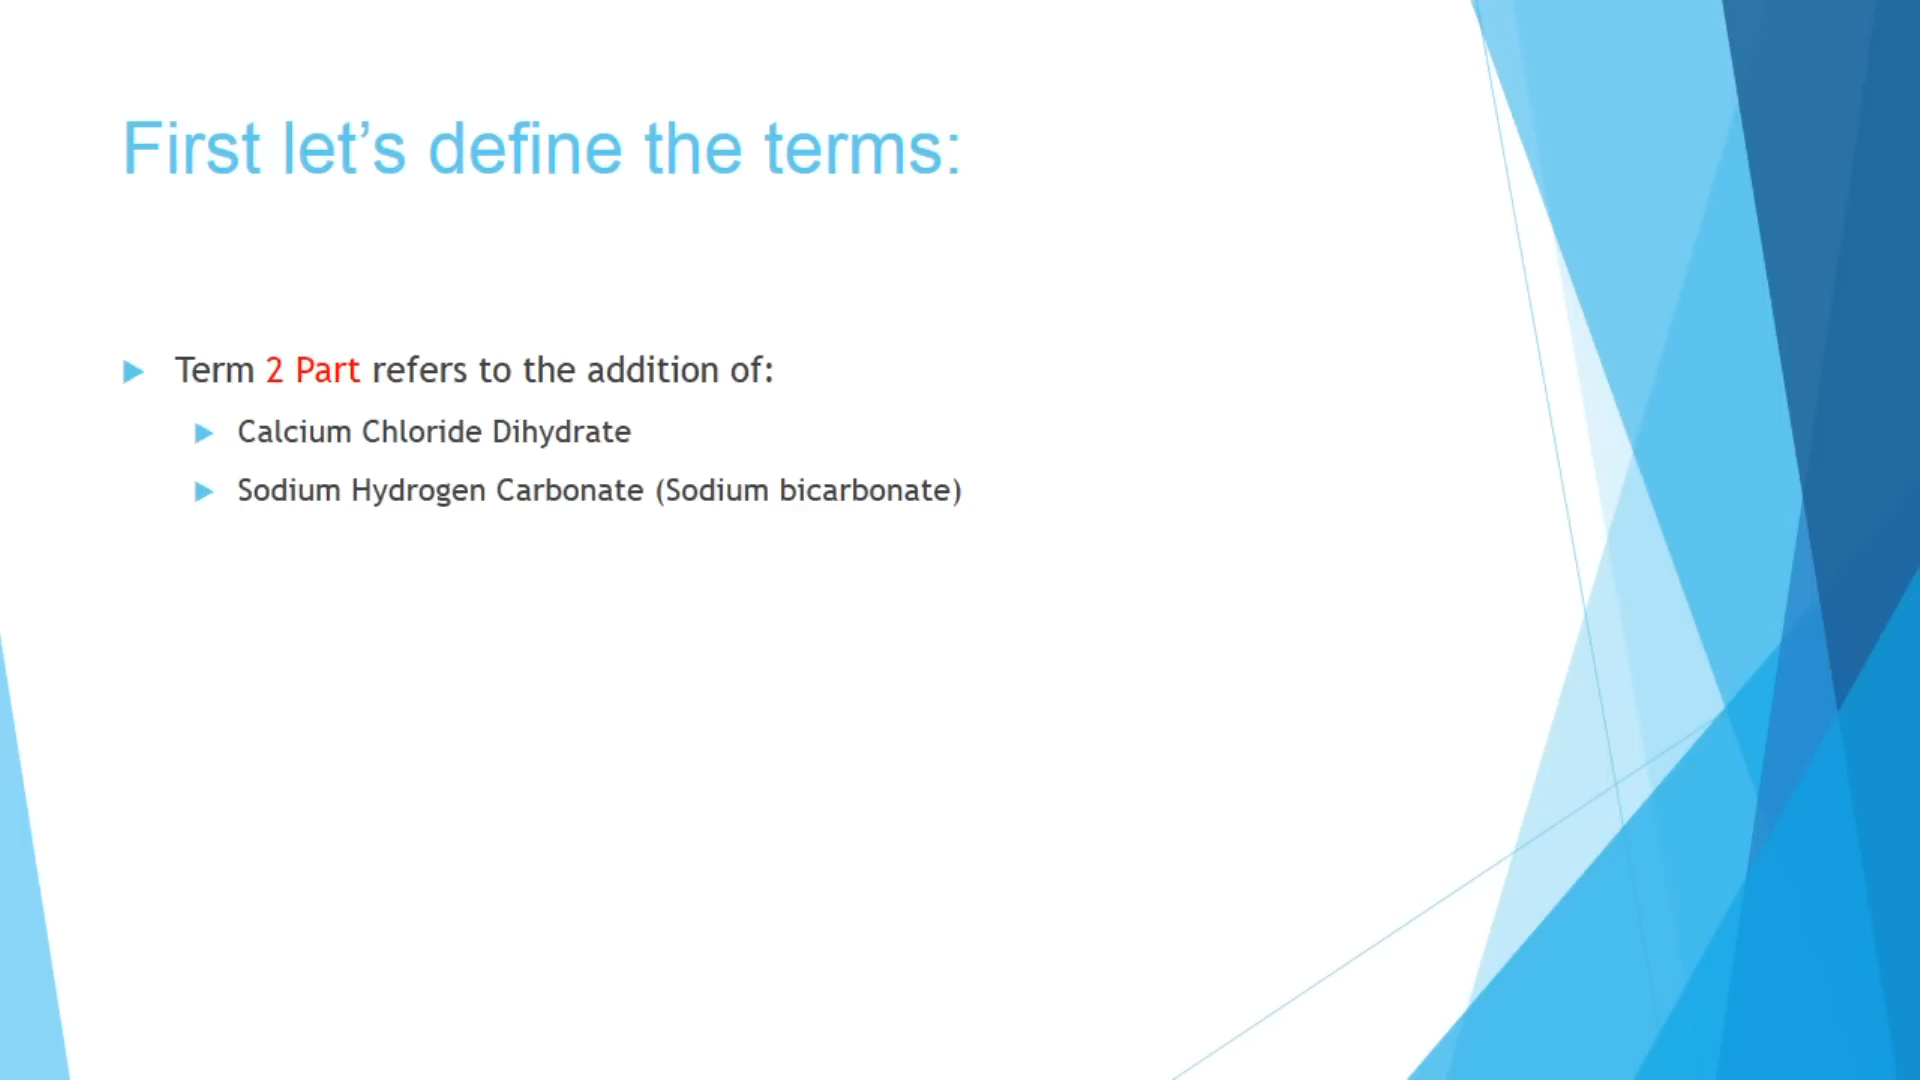 First let’s define the terms:
Term 2 Part refers to the addition of:
Calcium Chloride Dihydrate
Sodium Hydrogen Carbonate (Sodium bicarbonate)